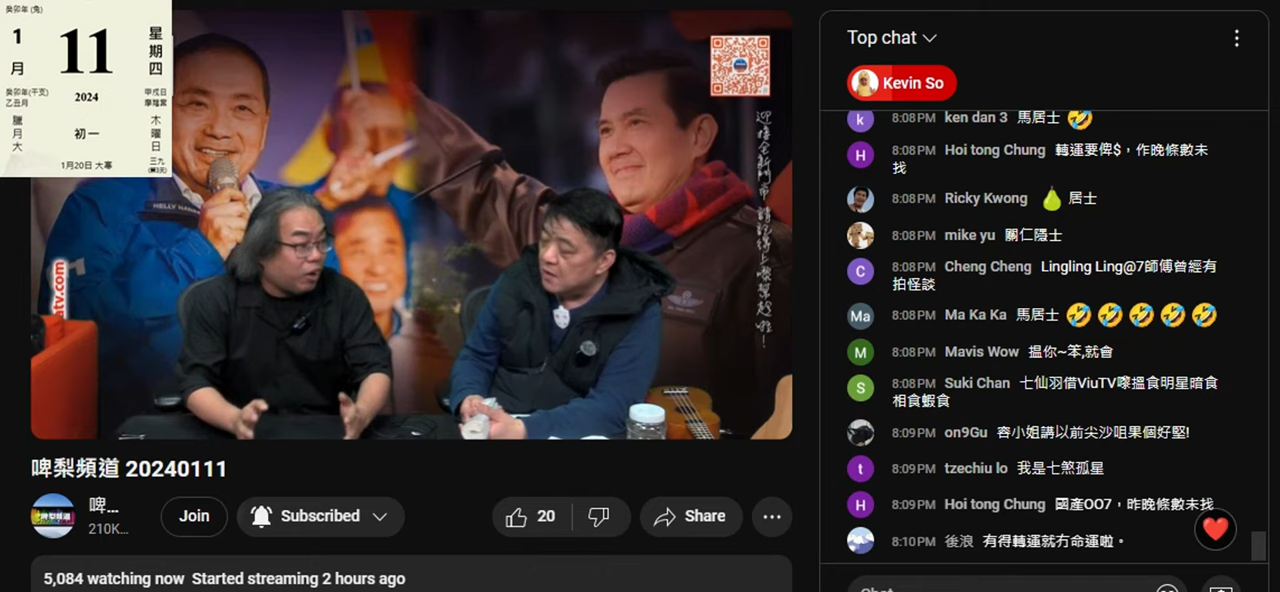 癸卯年 (兔)
1
月
11
星期四
癸卯年(干支)
乙丑月
2024
甲戌日
臘月大
初一
木曜日
三九
1月20日 大寒
HELLY HANSEN
atv.com
啤梨頻道 20240111
啤...
210K...
Join
Subscribed
20
Share
5,084 watching now Started streaming 2 hours ago
Top chat
Kevin So
k 8:08 PM ken dan 3 馬居士 🤣
H 8:08 PM Hoi tong Chung 轉運要俾$，作晚條數未
找
8:08 PM Ricky Kwong 🍐 居士
8:08 PM mike yu 關仁隱士
C 8:08 PM Cheng Cheng Lingling Ling@7師傅曾經有
拍怪談
Ma 8:08 PM Ma Ka Ka 馬居士 🤣🤣🤣🤣🤣
M 8:08 PM Mavis Wow 揾你~笨,就會
S 8:08 PM Suki Chan 七仙羽借ViuTV嚟搵食明星暗食
相食蝦食
8:09 PM on9Gu 容小姐講以前尖沙咀果個好堅!
t 8:09 PM tzechiu lo 我是七煞孤星
H 8:09 PM Hoi tong Chung 國產007，昨晚條數未找
8:10 PM 後浪 有得轉運就冇命運啦。